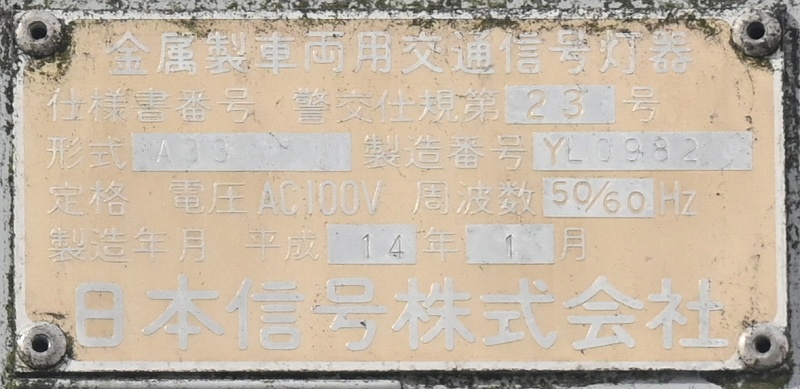 金属製車両用交通信号灯器
仕様書番号 警交仕規第 23 号
形式 A33 製造番号 YL0982
定格 電圧 AC100V 周波数 50/60 Hz
製造年月 平成 14 年 1 月
日本信号株式会社